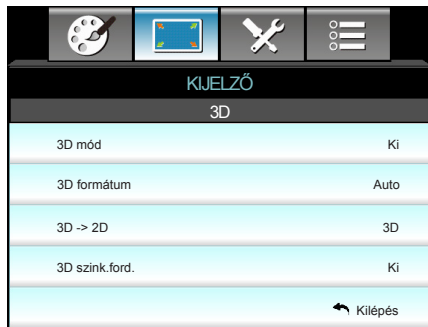 KIJELZŐ
3D
3D mód Ki
3D formátum Auto
3D -> 2D 3D
3D szink.ford. Ki
Kilépés